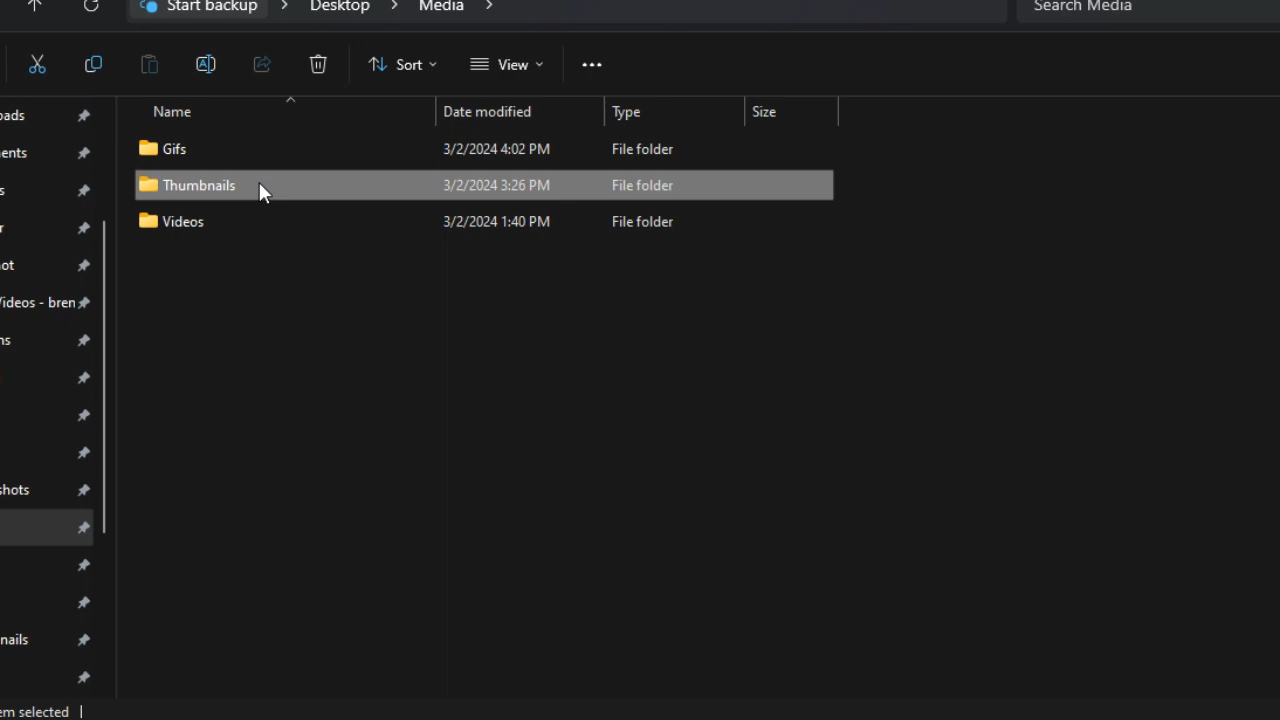 Start backup > Desktop > Media > Search Media
Sort View
Name Date modified Type Size
Gifs 3/2/2024 4:02 PM File folder
Thumbnails 3/2/2024 3:26 PM File folder
Videos 3/2/2024 1:40 PM File folder
oads
ents
s
r
ot
Videos - bren
ns
shots
nails
em selected